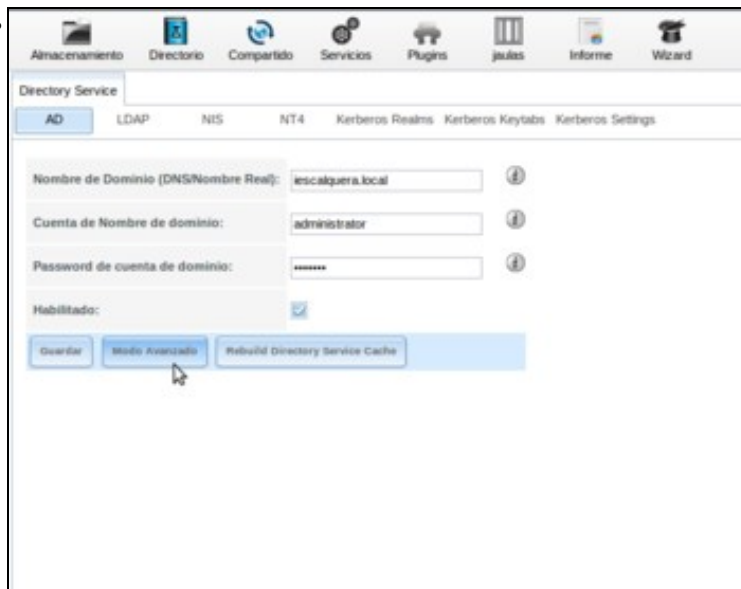 Almacenamiento Directorio Compartido Servicios Plugins jaulas Informe Wizard
Directory Service
AD LDAP NIS NT4 Kerberos Realms Kerberos Keytabs Kerberos Settings
Nombre de Dominio (DNS/Nombre Real): iescalquera.local
Cuenta de Nombre de dominio: administrator
Password de cuenta de dominio: •••••••
Habilitado:
Guardar Modo Avanzado Rebuild Directory Service Cache